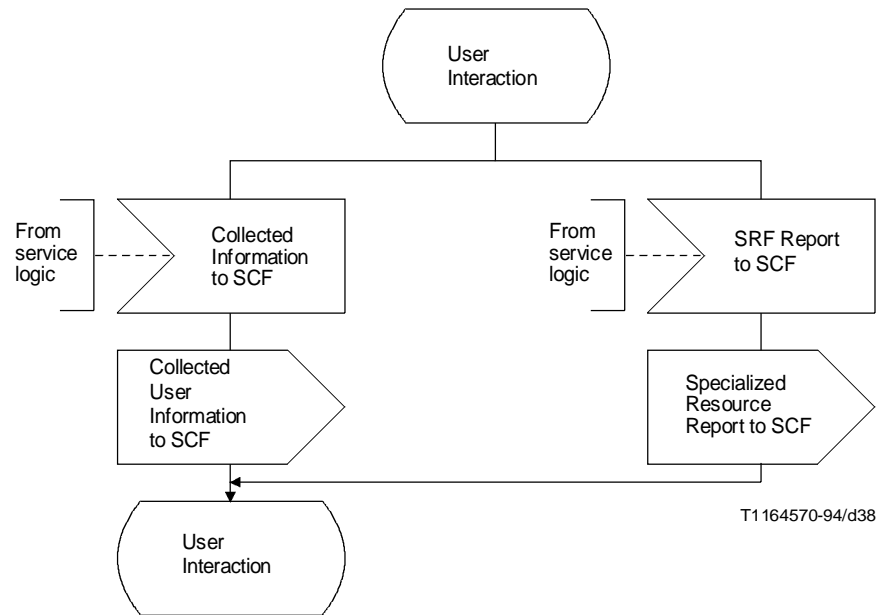 User
Interaction
From
service
logic
Collected
Information
to SCF
From
service
logic
SRF Report
to SCF
Collected
User
Information
to SCF
Specialized
Resource
Report to SCF
T1164570-94/d38
User
Interaction